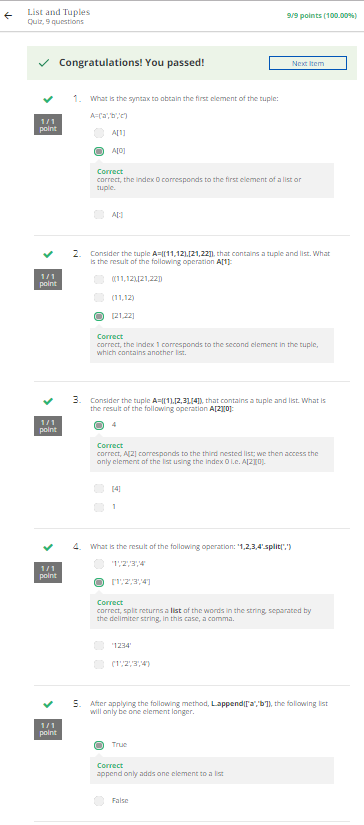 List and Tuples
Quiz, 9 questions
9/9 points (100.00%)
Congratulations! You passed!
Next Item
1 / 1
point
1.
What is the syntax to obtain the first element of the tuple:
A=('a','b','c')
A[1]
A[0]
Correct
correct, the index 0 corresponds to the first element of a list or
tuple.
A[:]
1 / 1
point
2.
Consider the tuple A=((11,12),[21,22]), that contains a tuple and list. What
is the result of the following operation A[1]:
((11,12),[21,22])
(11,12)
[21,22]
Correct
correct, the index 1 corresponds to the second element in the tuple,
which contains another list.
1 / 1
point
3.
Consider the tuple A=((1),[2,3],[4]), that contains a tuple and list. What is
the result of the following operation A[2][0]:
4
Correct
correct, A[2] corresponds to the third nested list; we then access the
only element of the list using the index 0 i.e. A[2][0].
[4]
1
1 / 1
point
4.
What is the result of the following operation: '1,2,3,4'.split(',')
'1','2','3','4'
['1','2','3','4']
Correct
correct, split returns a list of the words in the string, separated by
the delimiter string, in this case, a comma.
'1234'
('1','2','3','4')
1 / 1
point
5.
After applying the following method, L.append(['a','b']), the following list
will only be one element longer.
True
Correct
append only adds one element to a list
False